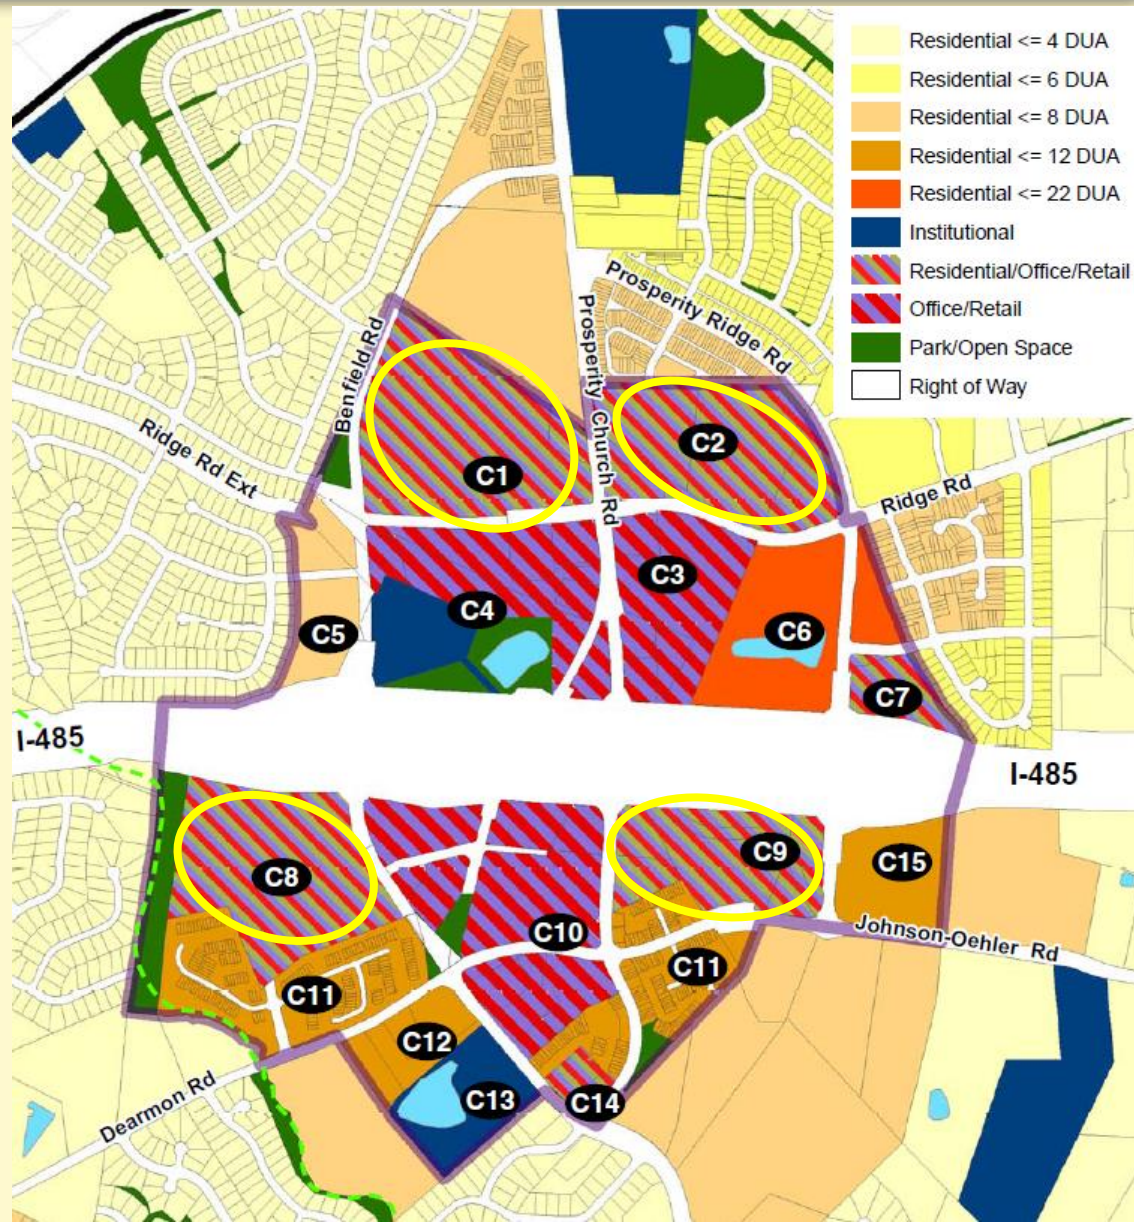 Residential <= 4 DUA
Residential <= 6 DUA
Residential <= 8 DUA
Residential <= 12 DUA
Residential <= 22 DUA
Institutional
Residential/Office/Retail
Office/Retail
Park/Open Space
Right of Way
Prosperity Ridge Rd
Benfield Rd
Prosperity Church Rd
Ridge Rd Ext
C1
C2
Ridge Rd
C3
C4
C5
C6
C7
I-485
I-485
C8
C9
C15
C10
Johnson-Oehler Rd
C11
C11
C12
C13
C14
Dearmon Rd